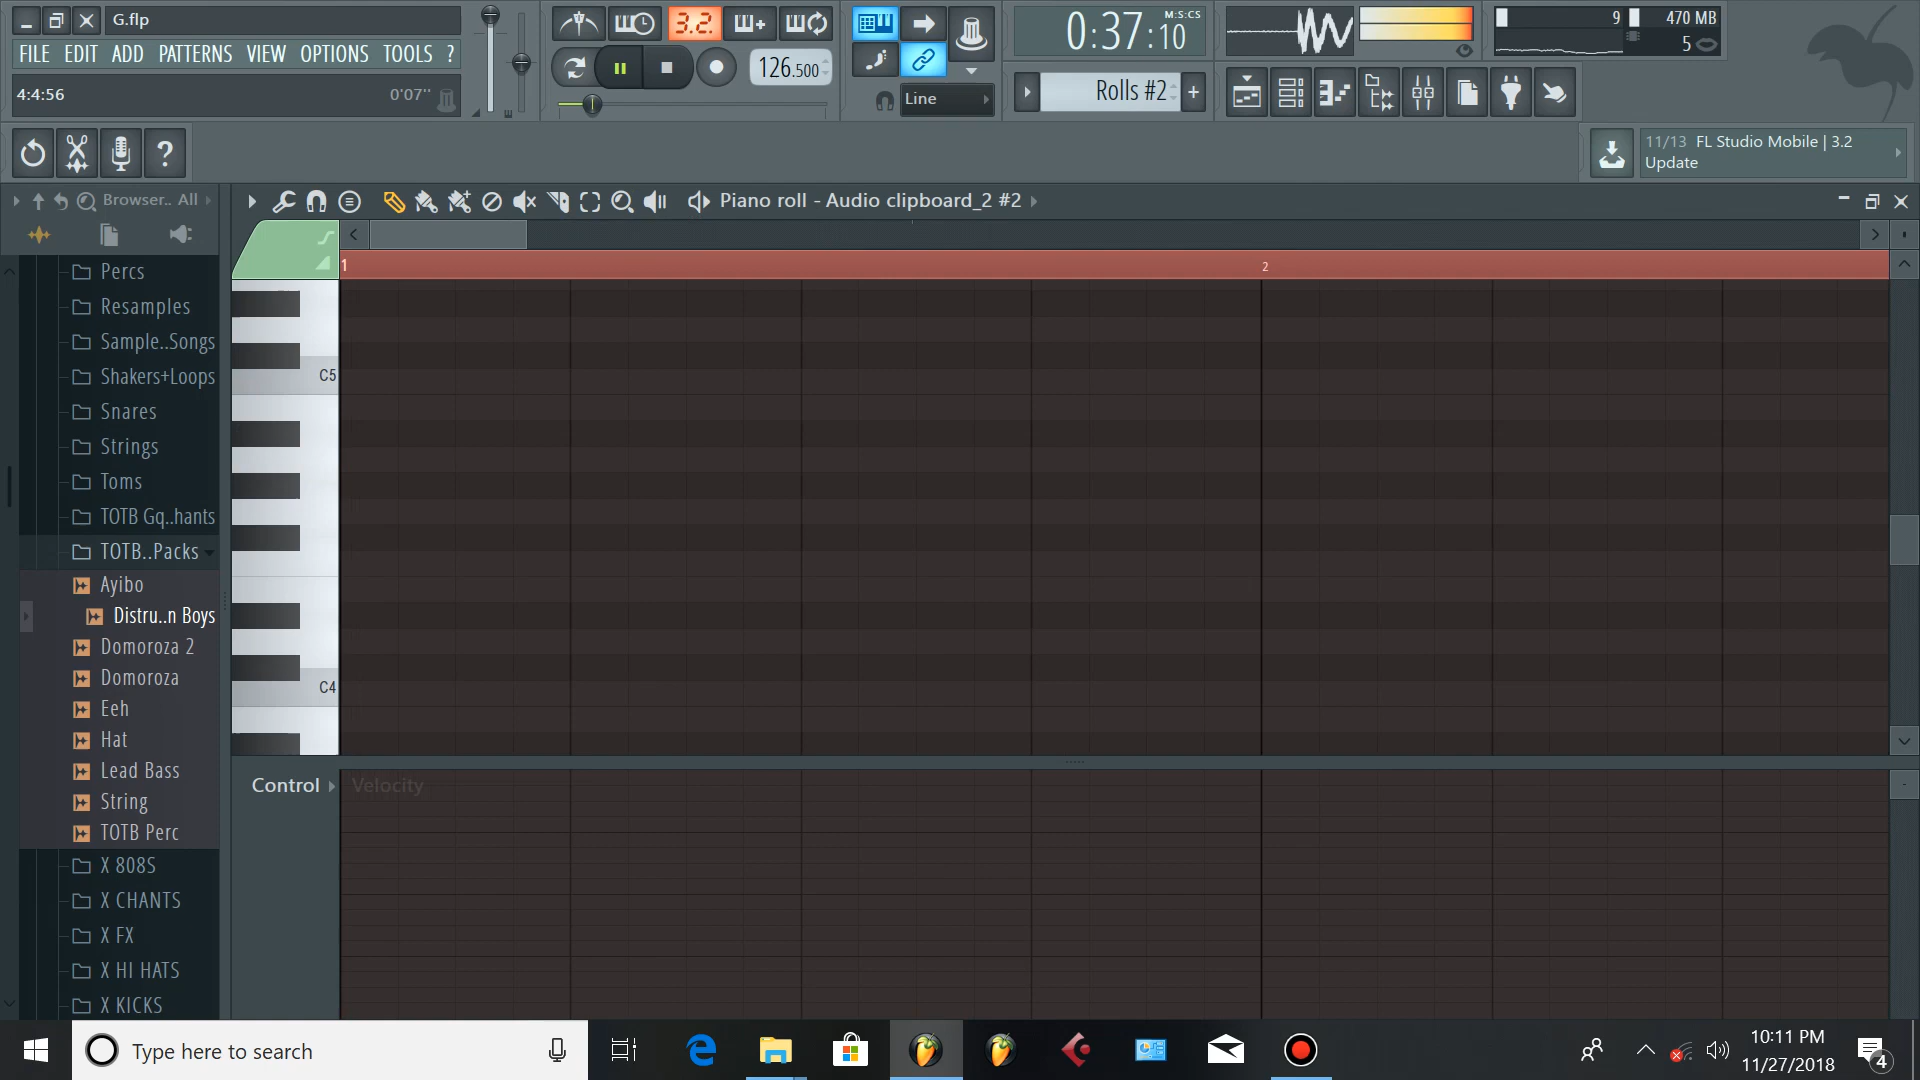 G.flp
FILE EDIT ADD PATTERNS VIEW OPTIONS TOOLS ?
4:4:56 0'07''
3.2.
126.500
Line
M:S:CS
0:37:10
Rolls #2
9 470 MB
5
11/13 FL Studio Mobile | 3.2
Update
Browser.. All
Piano roll - Audio clipboard_2 #2
1 2
Percs
Resamples
Sample..Songs
Shakers+Loops
Snares
Strings
Toms
TOTB Gq..hants
TOTB..Packs
Ayibo
Distru..n Boys
Domoroza 2
Domoroza
Eeh
Hat
Lead Bass
String
TOTB Perc
X 808S
X CHANTS
X FX
X HI HATS
X KICKS
C5
C4
Control
Velocity
Type here to search
10:11 PM
11/27/2018
4